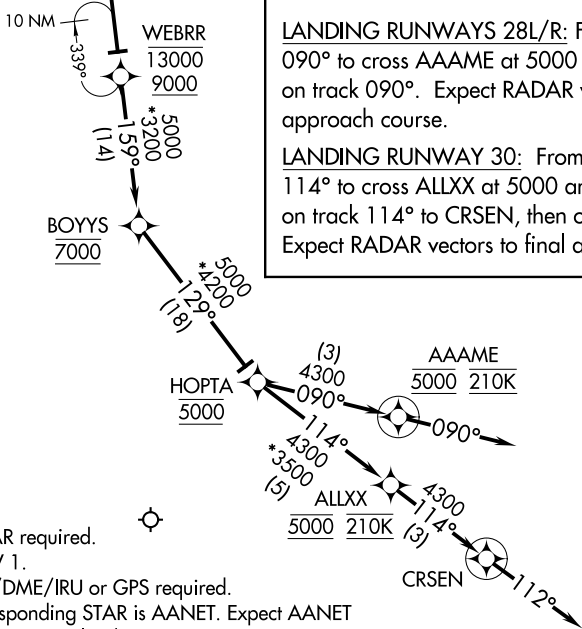 10 NM
339°
WEBRR
13000
9000
159°
(14)
5000
*3200
LANDING RUNWAYS 28L/R: F
090° to cross AAAME at 5000
on track 090°. Expect RADAR
approach course.
LANDING RUNWAY 30: From
114° to cross ALLXX at 5000 an
on track 114° to CRSEN, then o
Expect RADAR vectors to final a
BOYYS
7000
5000
*4200
129°
(18)
HOPTA
5000
(3)
4300
090°
AAAME
5000 210K
090°
114°
4300
*3500
(5)
ALLXX
5000 210K
4300
114°
(3)
CRSEN
112°
AR required.
1.
/DME/IRU or GPS required.
sponding STAR is AANET. Expect AANET